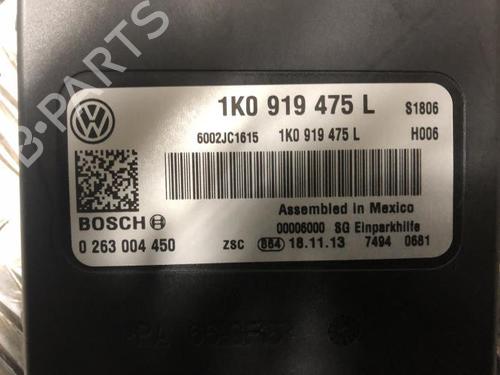 B-PARTS
1K0 919 475 L S1806
6002JC1615 1K0 919 475 L H006
BOSCH
Assembled in Mexico
00006000 SG Einparkhilfe
0 263 004 450 ZSC 884 18.11.13 7494 0681